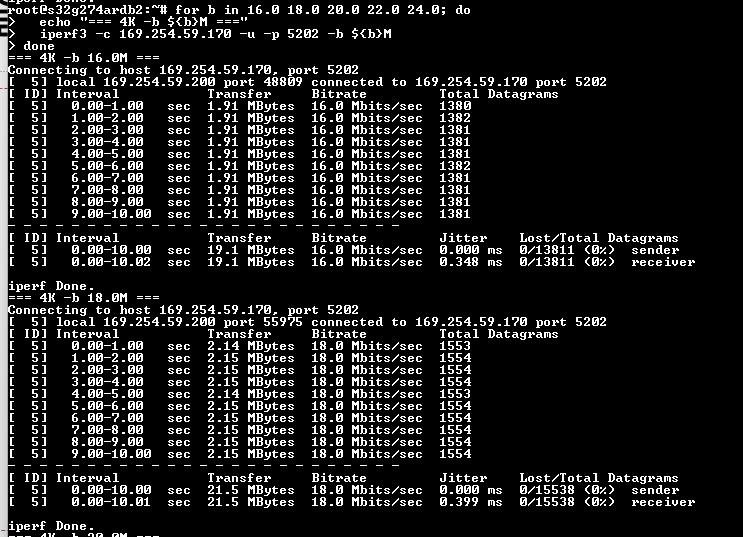 root@s32g274ardb2:~# for b in 16.0 18.0 20.0 22.0 24.0; do
>   echo "=== 4K -b ${b}M ==="
>   iperf3 -c 169.254.59.170 -u -p 5202 -b ${b}M
> done
=== 4K -b 16.0M ===
Connecting to host 169.254.59.170, port 5202
[  5] local 169.254.59.200 port 48809 connected to 169.254.59.170 port 5202
[ ID] Interval           Transfer     Bitrate         Total Datagrams
[  5]   0.00-1.00   sec  1.91 MBytes  16.0 Mbits/sec  1380
[  5]   1.00-2.00   sec  1.91 MBytes  16.0 Mbits/sec  1382
[  5]   2.00-3.00   sec  1.91 MBytes  16.0 Mbits/sec  1381
[  5]   3.00-4.00   sec  1.91 MBytes  16.0 Mbits/sec  1381
[  5]   4.00-5.00   sec  1.91 MBytes  16.0 Mbits/sec  1381
[  5]   5.00-6.00   sec  1.91 MBytes  16.0 Mbits/sec  1382
[  5]   6.00-7.00   sec  1.91 MBytes  16.0 Mbits/sec  1381
[  5]   7.00-8.00   sec  1.91 MBytes  16.0 Mbits/sec  1381
[  5]   8.00-9.00   sec  1.91 MBytes  16.0 Mbits/sec  1381
[  5]   9.00-10.00  sec  1.91 MBytes  16.0 Mbits/sec  1381
- - - - - - - - - - - - - - - - - - - - - - - - -
[ ID] Interval           Transfer     Bitrate         Jitter    Lost/Total Datagrams
[  5]   0.00-10.00  sec  19.1 MBytes  16.0 Mbits/sec  0.000 ms  0/13811 (0%)  sender
[  5]   0.00-10.02  sec  19.1 MBytes  16.0 Mbits/sec  0.348 ms  0/13811 (0%)  receiver
iperf Done.
=== 4K -b 18.0M ===
Connecting to host 169.254.59.170, port 5202
[  5] local 169.254.59.200 port 55975 connected to 169.254.59.170 port 5202
[ ID] Interval           Transfer     Bitrate         Total Datagrams
[  5]   0.00-1.00   sec  2.14 MBytes  18.0 Mbits/sec  1553
[  5]   1.00-2.00   sec  2.15 MBytes  18.0 Mbits/sec  1554
[  5]   2.00-3.00   sec  2.15 MBytes  18.0 Mbits/sec  1554
[  5]   3.00-4.00   sec  2.15 MBytes  18.0 Mbits/sec  1554
[  5]   4.00-5.00   sec  2.14 MBytes  18.0 Mbits/sec  1553
[  5]   5.00-6.00   sec  2.15 MBytes  18.0 Mbits/sec  1554
[  5]   6.00-7.00   sec  2.15 MBytes  18.0 Mbits/sec  1554
[  5]   7.00-8.00   sec  2.15 MBytes  18.0 Mbits/sec  1554
[  5]   8.00-9.00   sec  2.15 MBytes  18.0 Mbits/sec  1554
[  5]   9.00-10.00  sec  2.15 MBytes  18.0 Mbits/sec  1554
- - - - - - - - - - - - - - - - - - - - - - - - -
[ ID] Interval           Transfer     Bitrate         Jitter    Lost/Total Datagrams
[  5]   0.00-10.00  sec  21.5 MBytes  18.0 Mbits/sec  0.000 ms  0/15538 (0%)  sender
[  5]   0.00-10.01  sec  21.5 MBytes  18.0 Mbits/sec  0.399 ms  0/15538 (0%)  receiver
iperf Done.